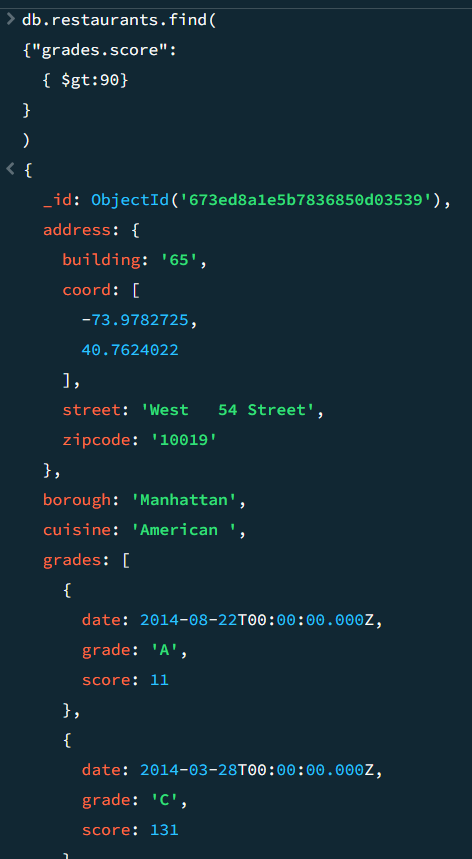 > db.restaurants.find(
{"grades.score":
{ $gt:90}
}
)
< {
_id: ObjectId('673ed8a1e5b7836850d03539'),
address: {
building: '65',
coord: [
-73.9782725,
40.7624022
],
street: 'West   54 Street',
zipcode: '10019'
},
borough: 'Manhattan',
cuisine: 'American ',
grades: [
{
date: 2014-08-22T00:00:00.000Z,
grade: 'A',
score: 11
},
{
date: 2014-03-28T00:00:00.000Z,
grade: 'C',
score: 131
}